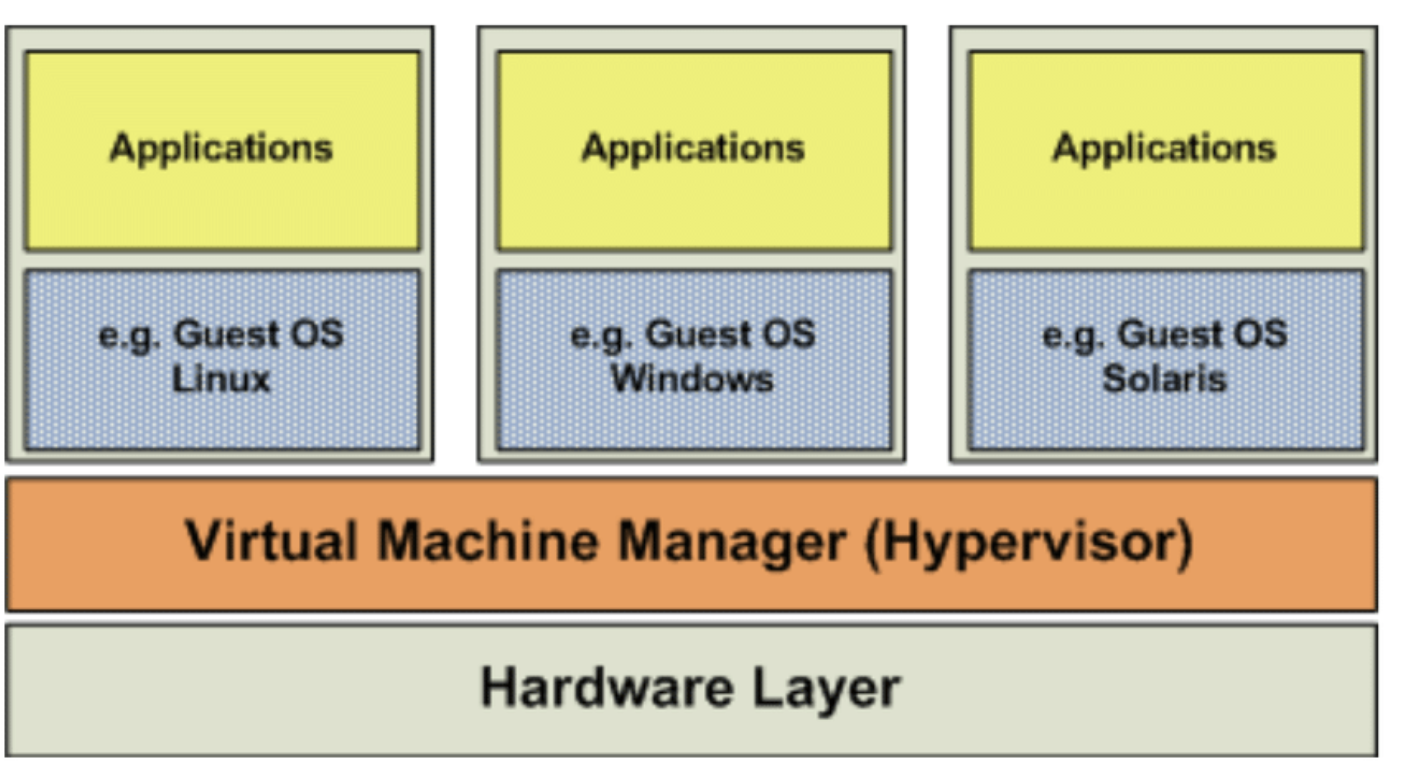 Applications
Applications
Applications
e.g. Guest OS
Linux
e.g. Guest OS
Windows
e.g. Guest OS
Solaris
Virtual Machine Manager (Hypervisor)
Hardware Layer